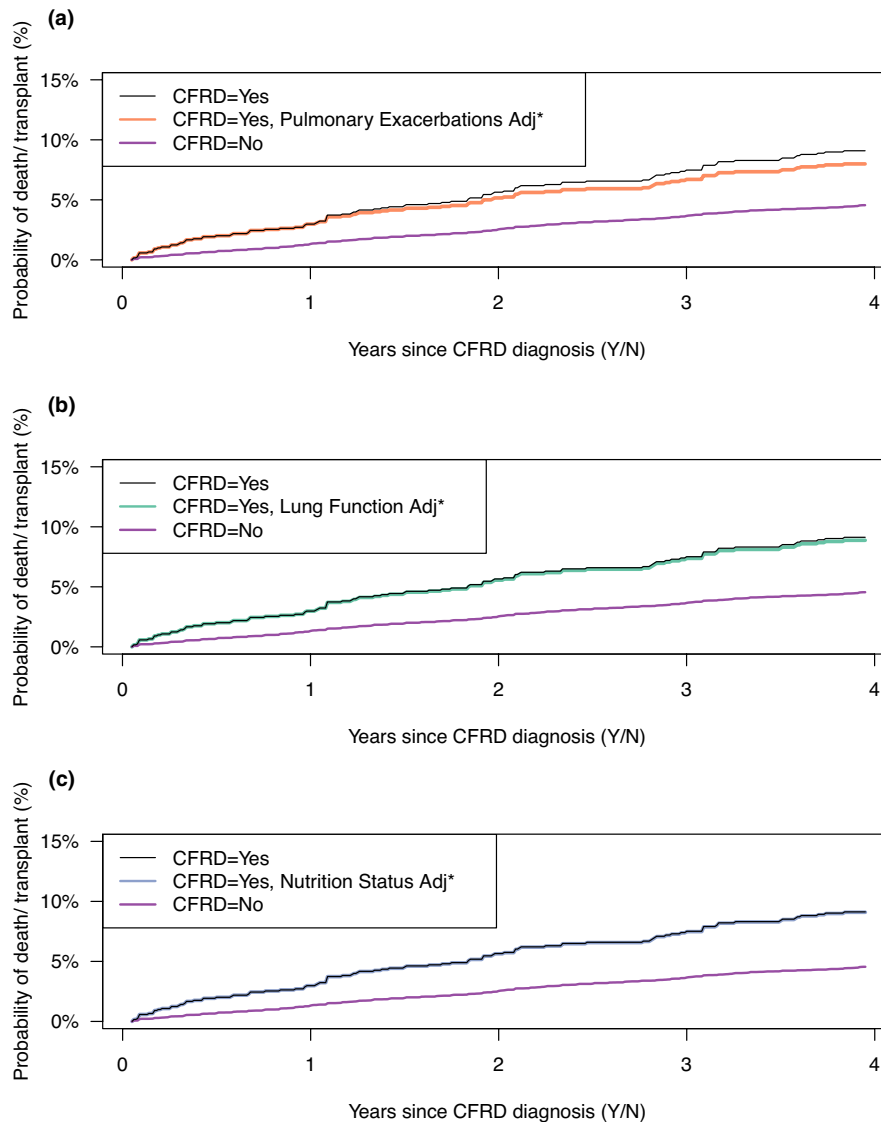 (a)
Probability of death/ transplant (%)
15%
10%
5%
0%
CFRD=Yes
CFRD=Yes, Pulmonary Exacerbations Adj*
CFRD=No
0 1 2 3 4
Years since CFRD diagnosis (Y/N)
(b)
Probability of death/ transplant (%)
15%
10%
5%
0%
CFRD=Yes
CFRD=Yes, Lung Function Adj*
CFRD=No
0 1 2 3 4
Years since CFRD diagnosis (Y/N)
(c)
Probability of death/ transplant (%)
15%
10%
5%
0%
CFRD=Yes
CFRD=Yes, Nutrition Status Adj*
CFRD=No
0 1 2 3 4
Years since CFRD diagnosis (Y/N)